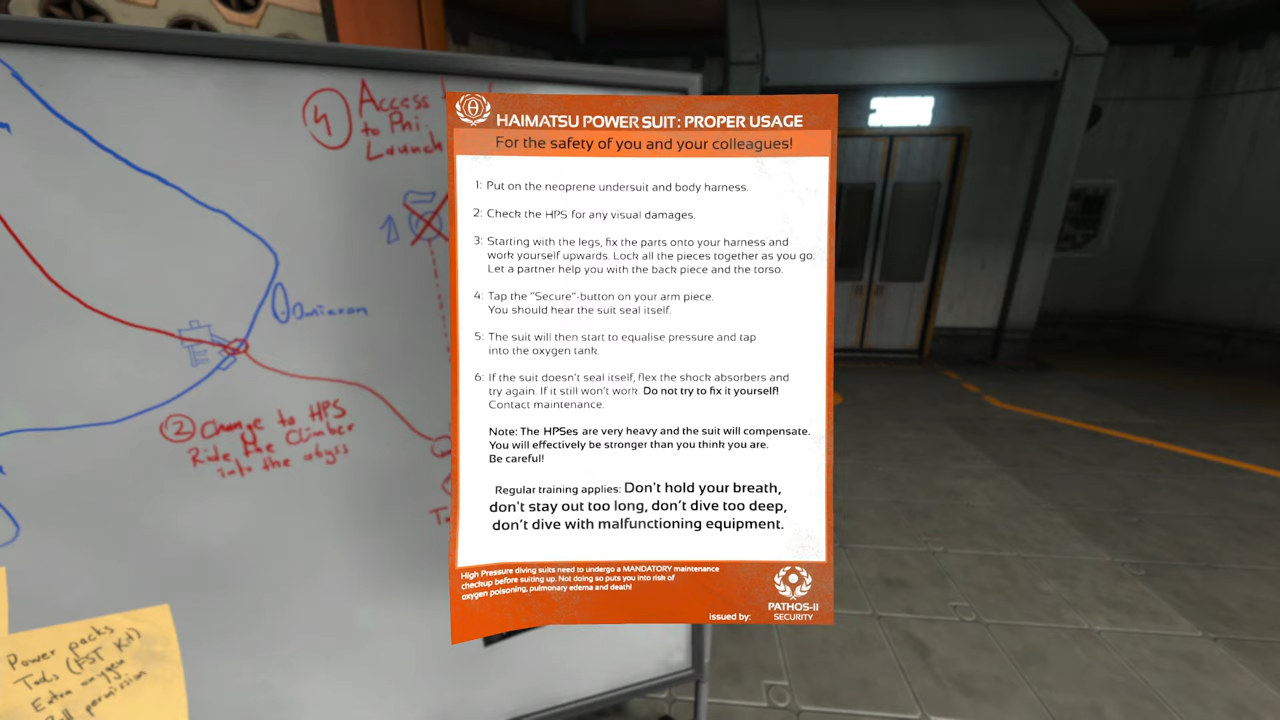 4 Access
to Phi
Launch
1
Omicron
2 Change to HPS
Ride the Climber
into the abyss
HAIMATSU POWER SUIT: PROPER USAGE
For the safety of you and your colleagues!
1: Put on the neoprene undersuit and body harness.
2: Check the HPS for any visual damages.
3: Starting with the legs, fix the parts onto your harness and
work yourself upwards. Lock all the pieces together as you go.
Let a partner help you with the back piece and the torso.
4: Tap the "Secure"-button on your arm piece.
You should hear the suit seal itself.
5: The suit will then start to equalise pressure and tap
into the oxygen tank.
6: If the suit doesn't seal itself, flex the shock absorbers and
try again. If it still won't work. Do not try to fix it yourself!
Contact maintenance.
Note: The HPSes are very heavy and the suit will compensate.
You will effectively be stronger than you think you are.
Be careful!
Regular training applies: Don't hold your breath,
don't stay out too long, don't dive too deep,
don't dive with malfunctioning equipment.
High Pressure diving suits need to undergo a MANDATORY maintenance
checkup before suiting up. Not doing so puts you into risk of
oxygen poisoning, pulmonary edema and death!
issued by:
PATHOS-II
SECURITY
Power packs
Tools (FST Kit)
Extra oxygen
permission